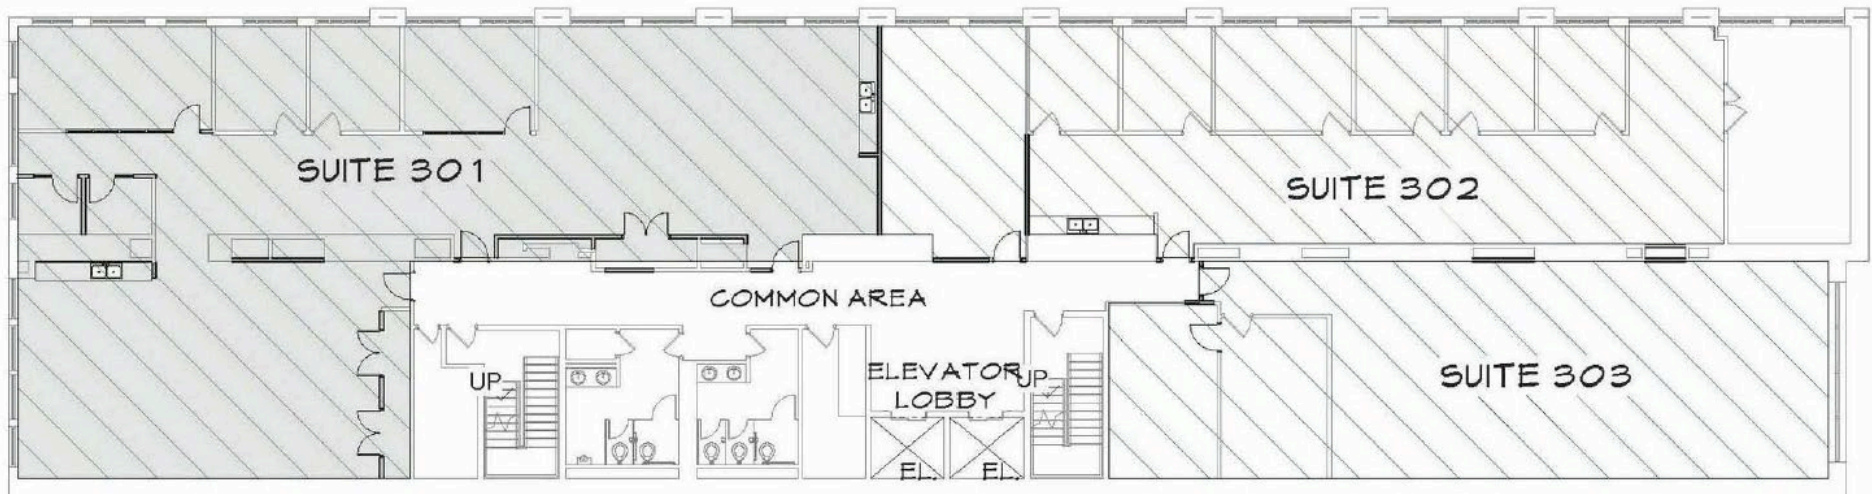 SUITE 301
SUITE 302
COMMON AREA
ELEVATOR
LOBBY
UP
UP
SUITE 303
EL.
EL.